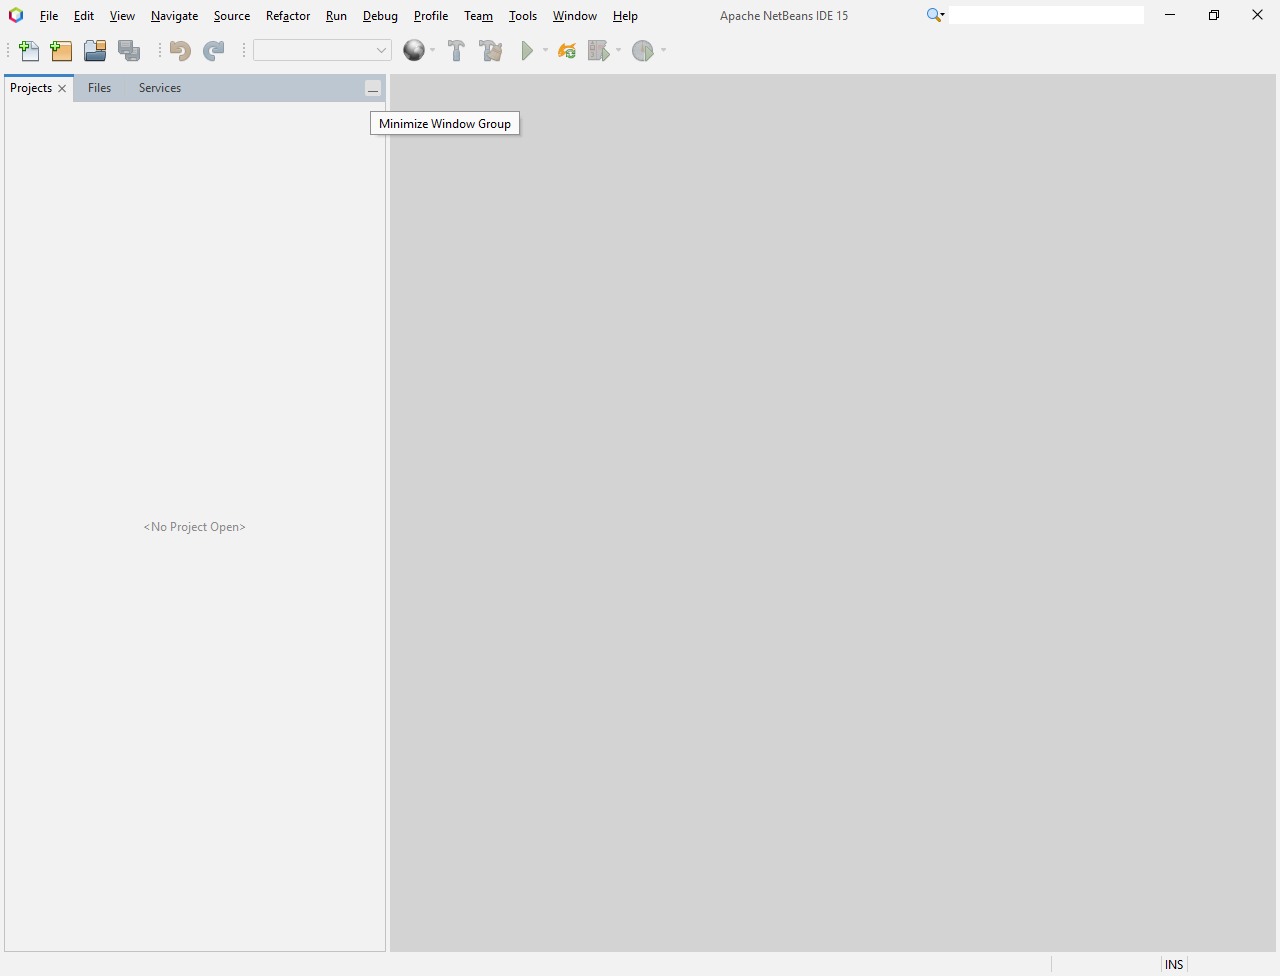 File Edit View Navigate Source Refactor Run Debug Profile Team Tools Window Help Apache NetBeans IDE 15
Projects Files Services
Minimize Window Group
<No Project Open>
INS